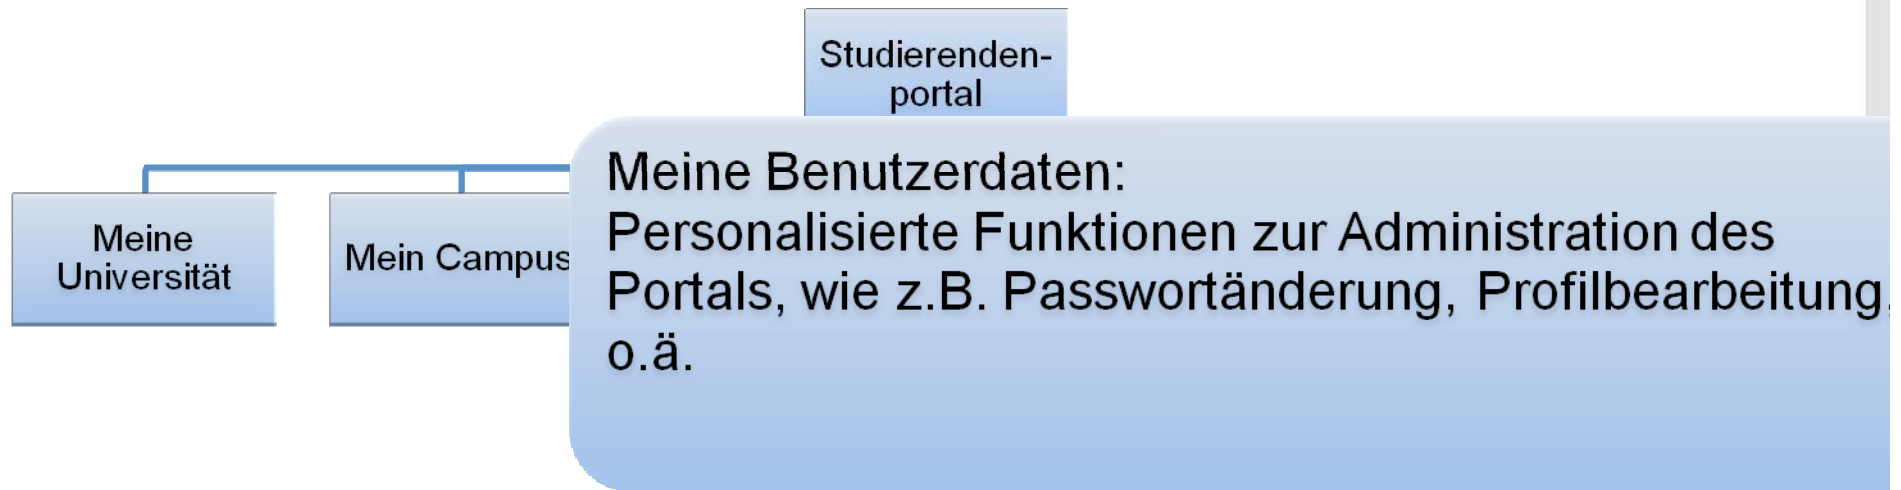 Studierenden-
portal
Meine
Universität
Mein Campus
Meine Benutzerdaten:
Personalisierte Funktionen zur Administration des
Portals, wie z.B. Passwortänderung, Profilbearbeitung,
o.ä.